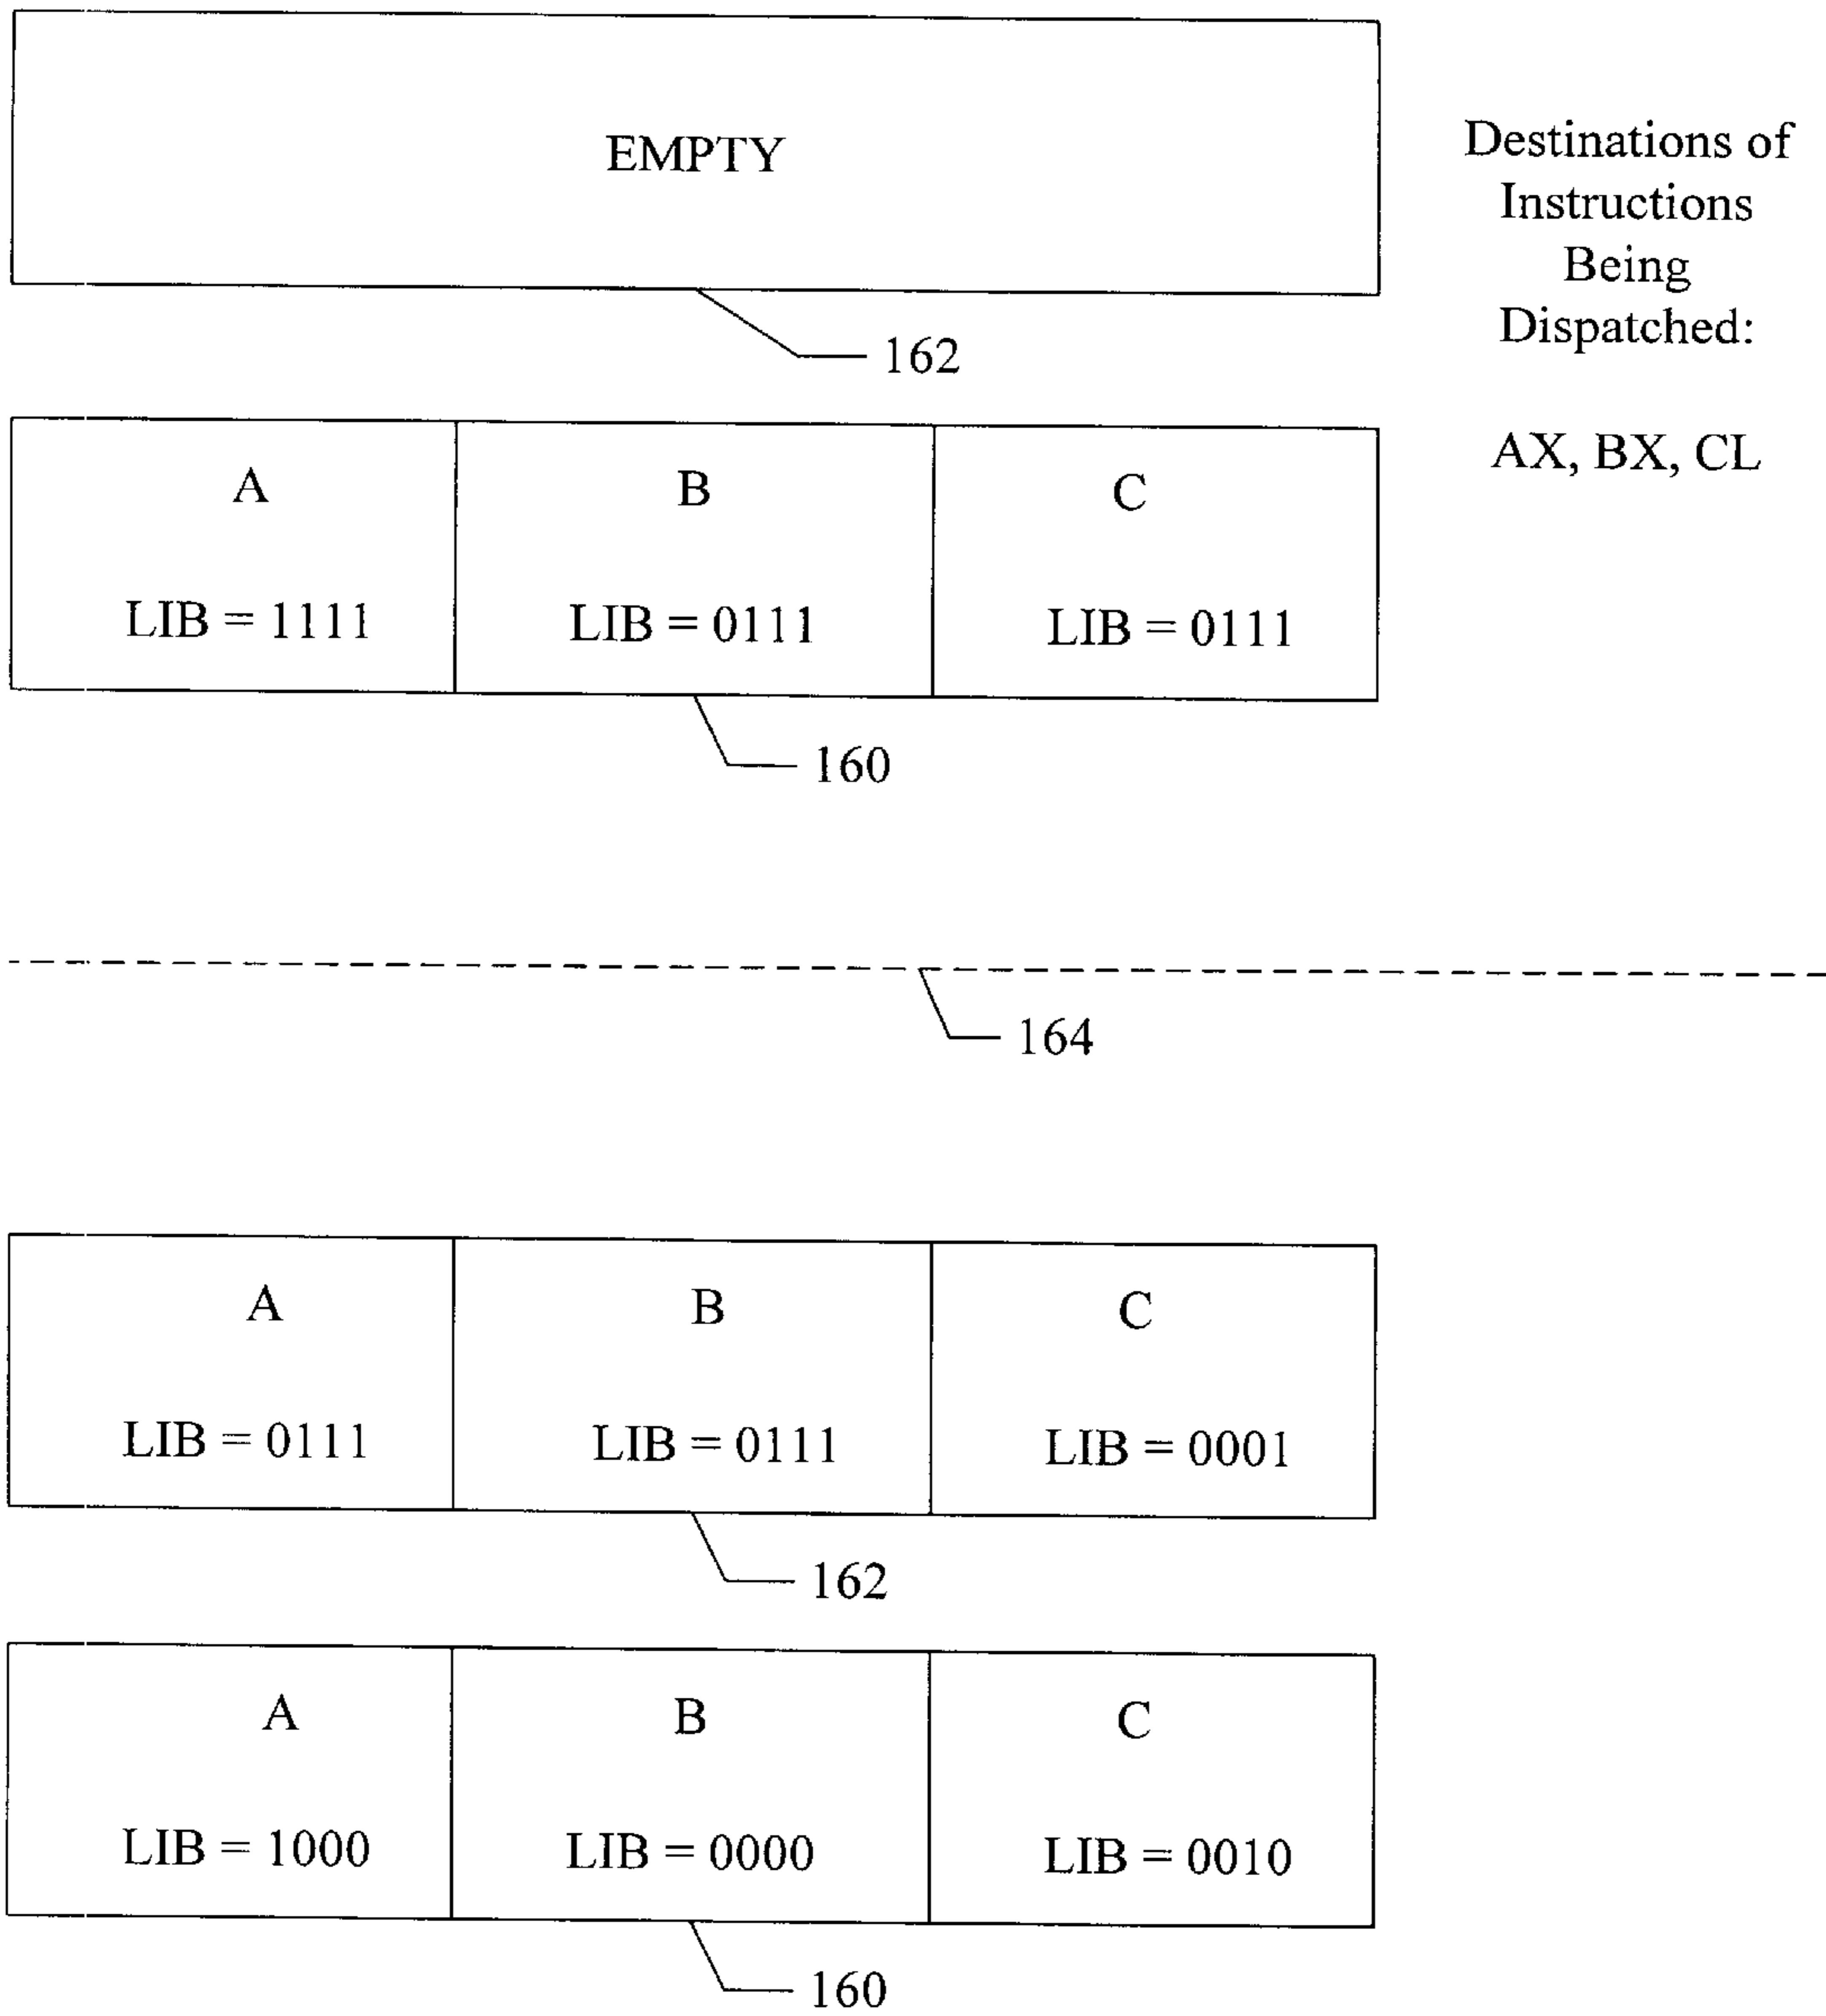 EMPTY
162
Destinations of
Instructions
Being
Dispatched:
AX, BX, CL
A
B
C
LIB = 1111
LIB = 0111
LIB = 0111
160
164
A
B
C
LIB = 0111
LIB = 0111
LIB = 0001
162
A
B
C
LIB = 1000
LIB = 0000
LIB = 0010
160